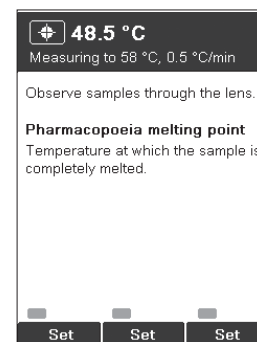 48.5 °C
Measuring to 58 °C, 0.5 °C/min
Observe samples through the lens.
Pharmacopoeia melting point
Temperature at which the sample is
completely melted.
Set Set Set